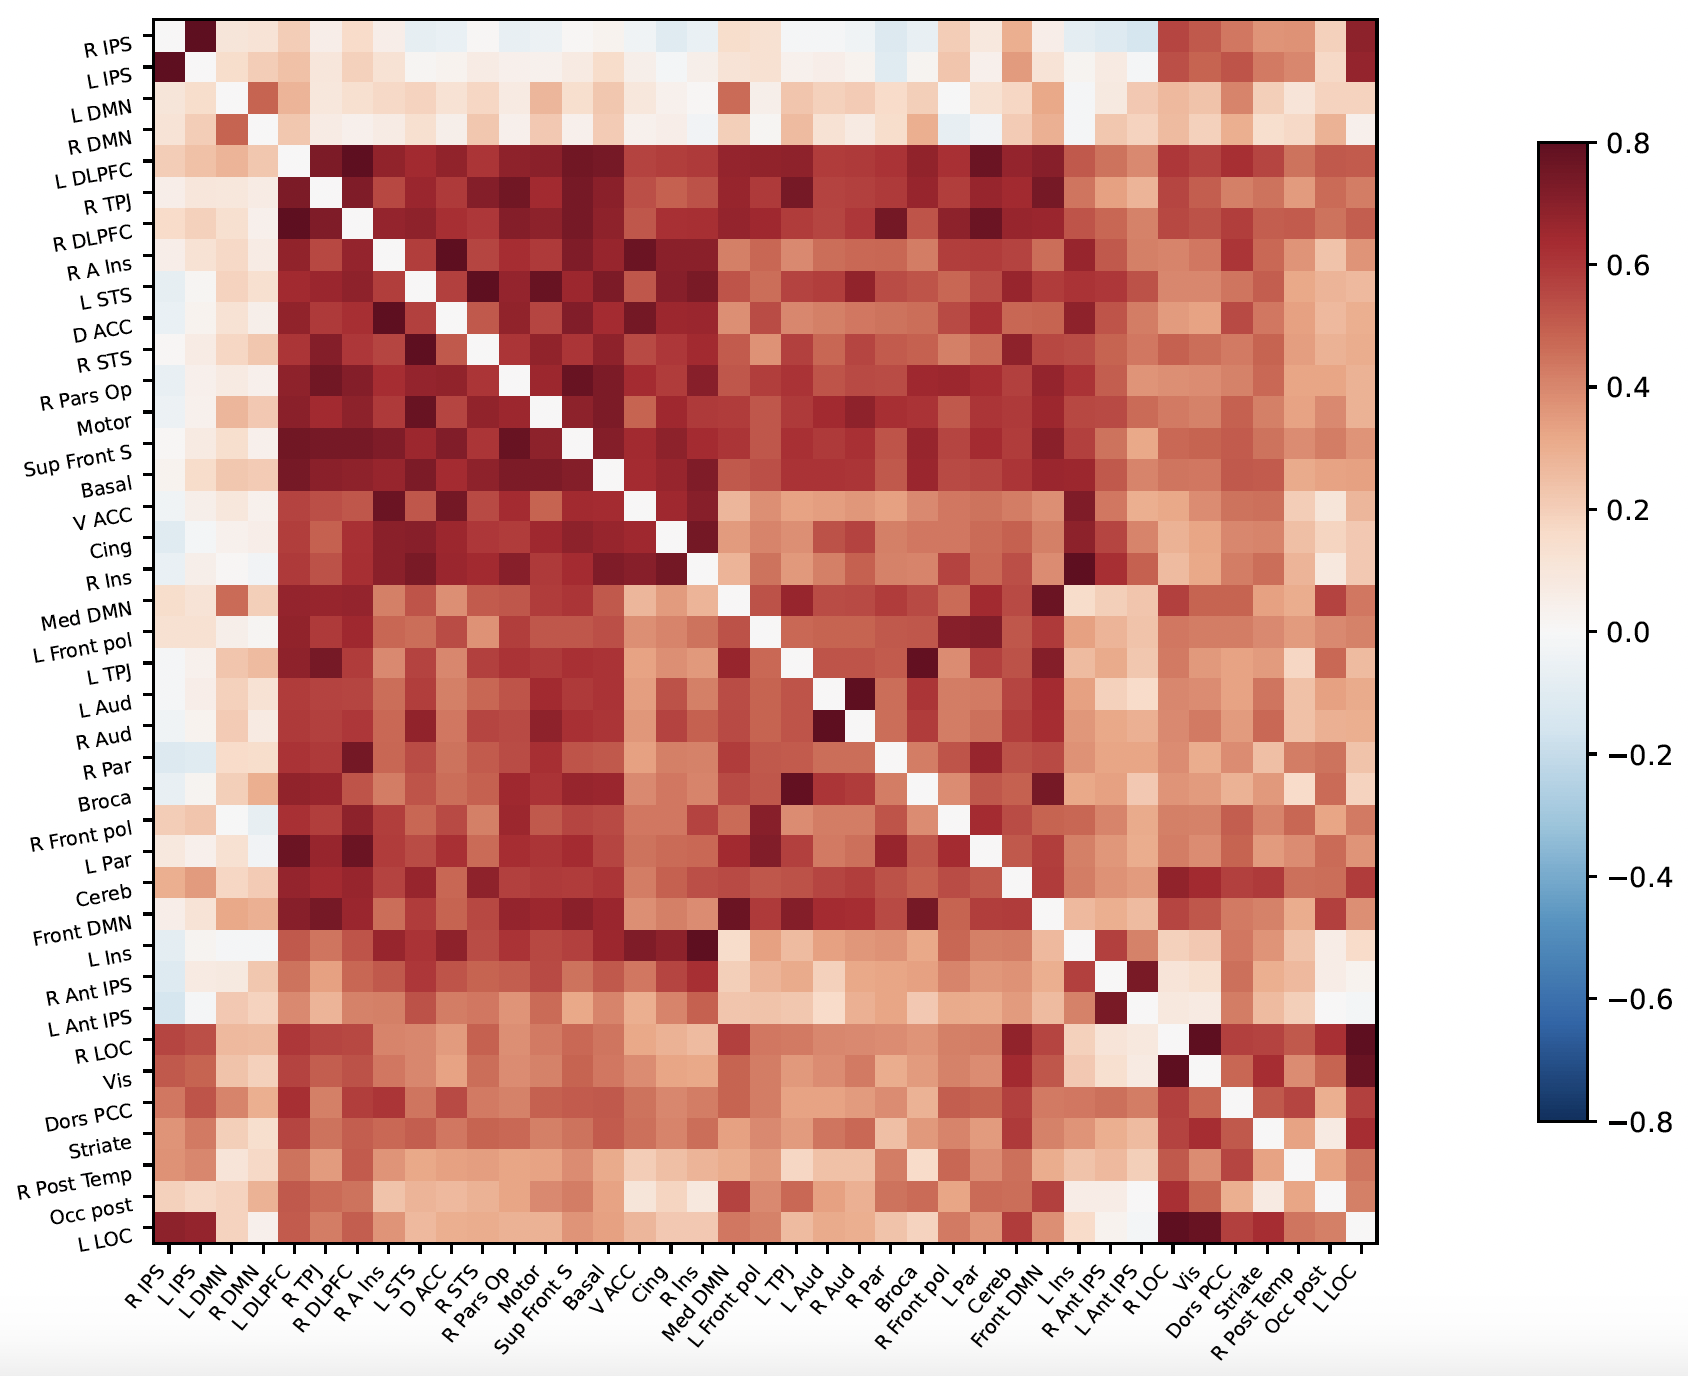 R IPS
L IPS
L DMN
R DMN
L DLPFC
R TPJ
R DLPFC
R A Ins
L STS
D ACC
R STS
R Pars Op
Motor
Sup Front S
Basal
V ACC
Cing
R Ins
Med DMN
L Front pol
L TPJ
L Aud
R Aud
R Par
Broca
R Front pol
L Par
Cereb
Front DMN
L Ins
R Ant IPS
L Ant IPS
R LOC
Vis
Dors PCC
Striate
R Post Temp
Occ post
L LOC
R IPS
L IPS
L DMN
R DMN
L DLPFC
R TPJ
R DLPFC
R A Ins
L STS
D ACC
R STS
R Pars Op
Motor
Sup Front S
Basal
V ACC
Cing
R Ins
Med DMN
L Front pol
L TPJ
L Aud
R Aud
R Par
Broca
R Front pol
L Par
Cereb
Front DMN
L Ins
R Ant IPS
L Ant IPS
R LOC
Vis
Dors PCC
Striate
R Post Temp
Occ post
L LOC
0.8
0.6
0.4
0.2
0.0
−0.2
−0.4
−0.6
−0.8